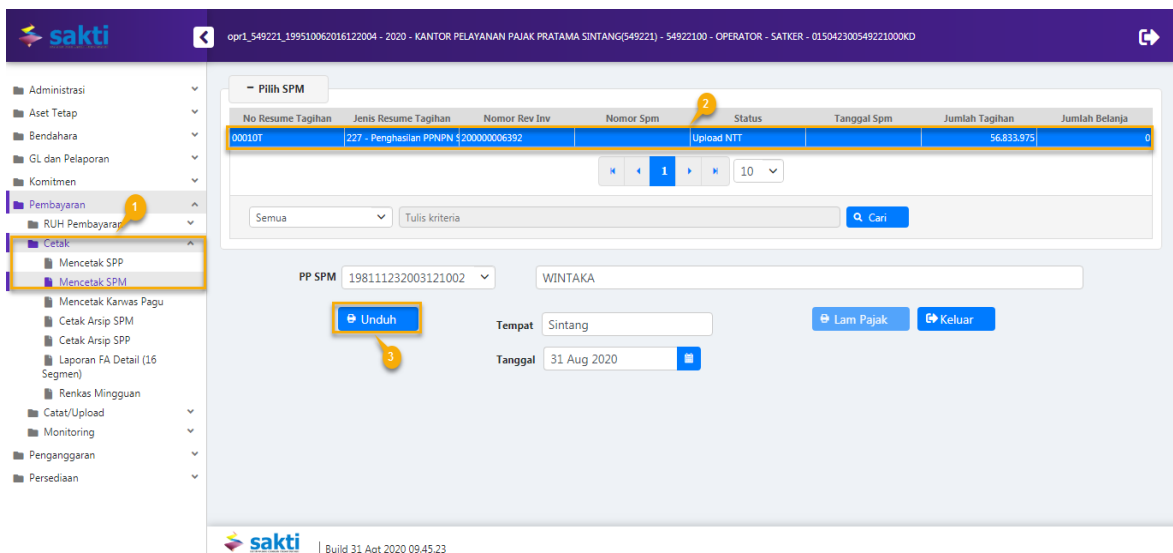 sakti
opr1_549221_199510062016122004 - 2020 - KANTOR PELAYANAN PAJAK PRATAMA SINTANG(549221) - 54922100 - OPERATOR - SATKER - 015042300549221000KD
Administrasi
Aset Tetap
Bendahara
GL dan Pelaporan
Komitmen
Pembayaran
1
RUH Pembayaran
Cetak
Mencetak SPP
Mencetak SPM
Mencetak Karwas Pagu
Cetak Arsip SPM
Cetak Arsip SPP
Laporan FA Detail (16
Segmen)
Renkas Mingguan
Catat/Upload
Monitoring
Penganggaran
Persediaan
− Pilih SPM
2
No Resume Tagihan Jenis Resume Tagihan Nomor Rev Inv Nomor Spm Status Tanggal Spm Jumlah Tagihan Jumlah Belanja
00010T 227 - Penghasilan PPNPN S 200000006392 Upload NTT 56.833.975 0
1 10
Semua Tulis kriteria Cari
PP SPM 198111232003121002 WINTAKA
Unduh Tempat Sintang Lam Pajak Keluar
3
Tanggal 31 Aug 2020
sakti | Build 31 Agt 2020 09.45.23